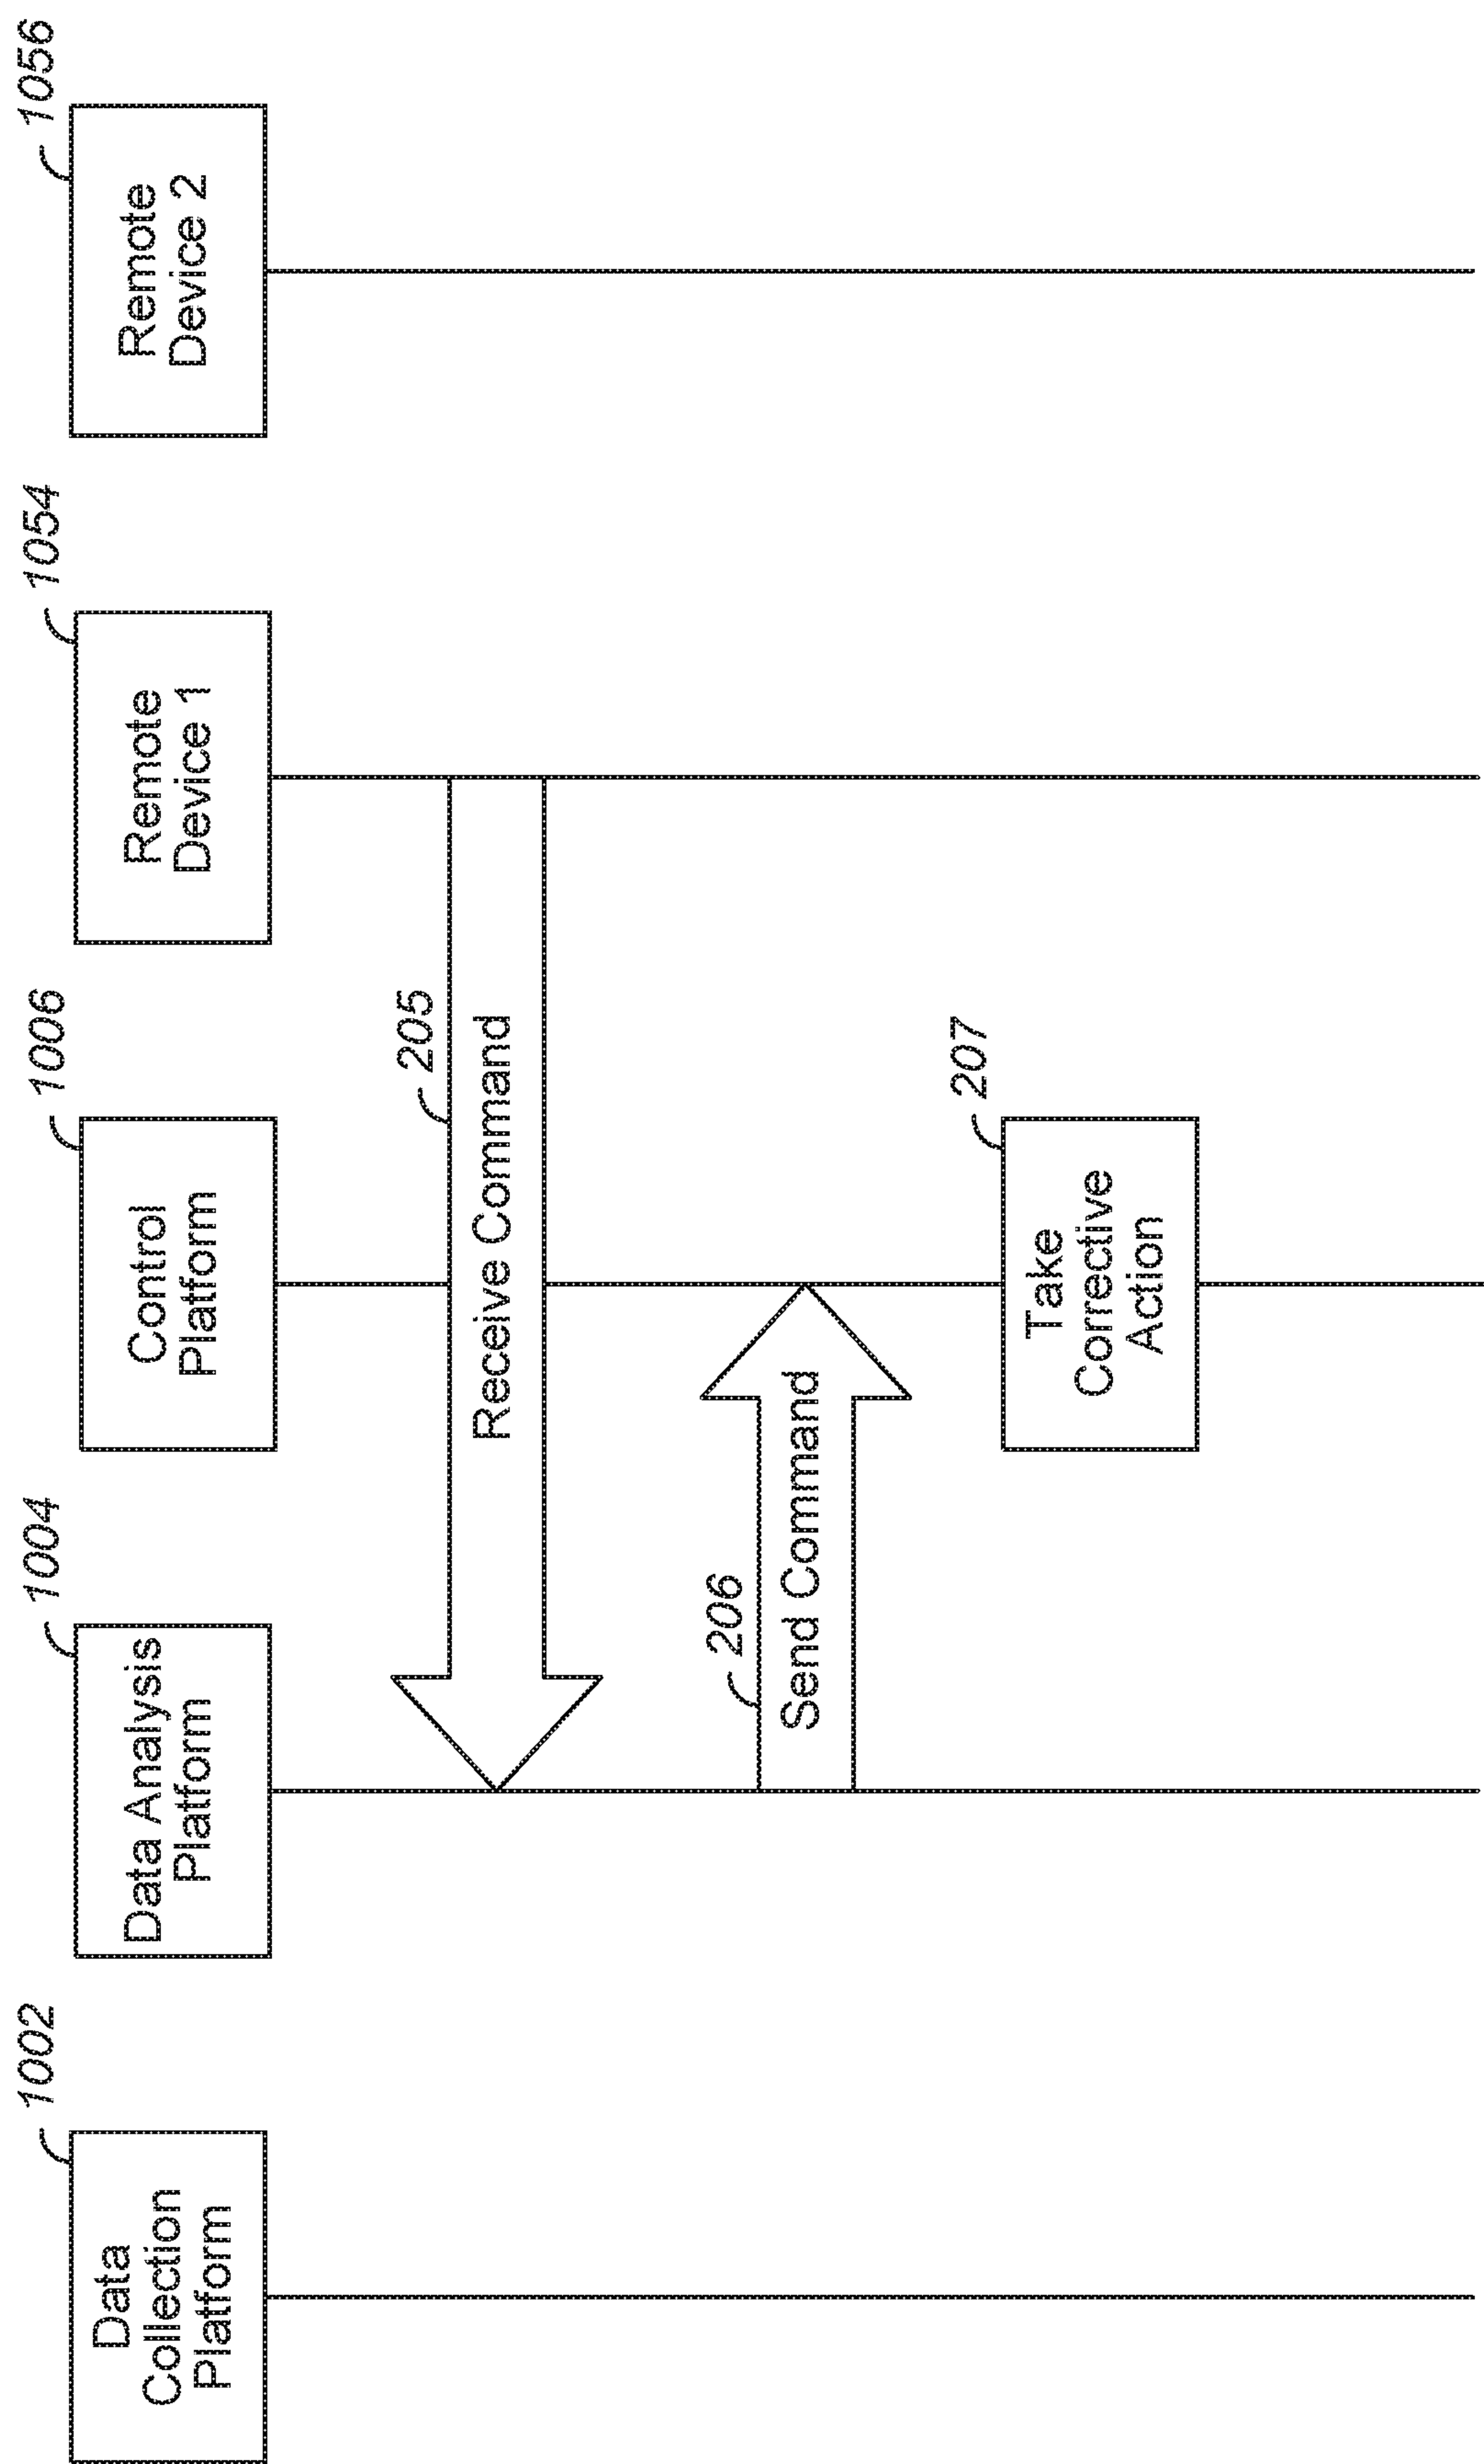 1002
Data
Collection
Platform
1004
Data Analysis
Platform
1006
Control
Platform
1054
Remote
Device 1
1056
Remote
Device 2
205
Receive Command
206
Send Command
207
Take
Corrective
Action